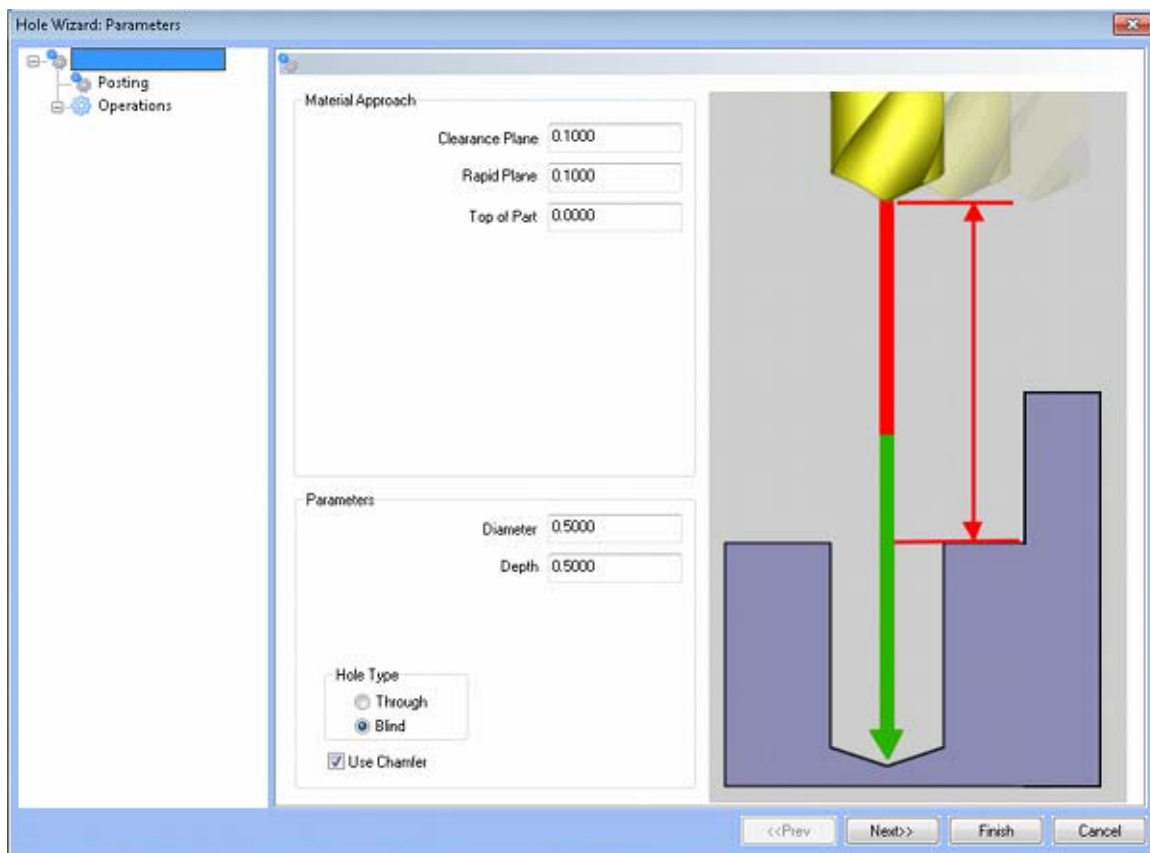 Hole Wizard: Parameters
Posting
Operations
Material Approach
Clearance Plane 0.1000
Rapid Plane 0.1000
Top of Part 0.0000
Parameters
Diameter 0.5000
Depth 0.5000
Hole Type
Through
Blind
Use Chamfer
<<Prev Next>> Finish Cancel